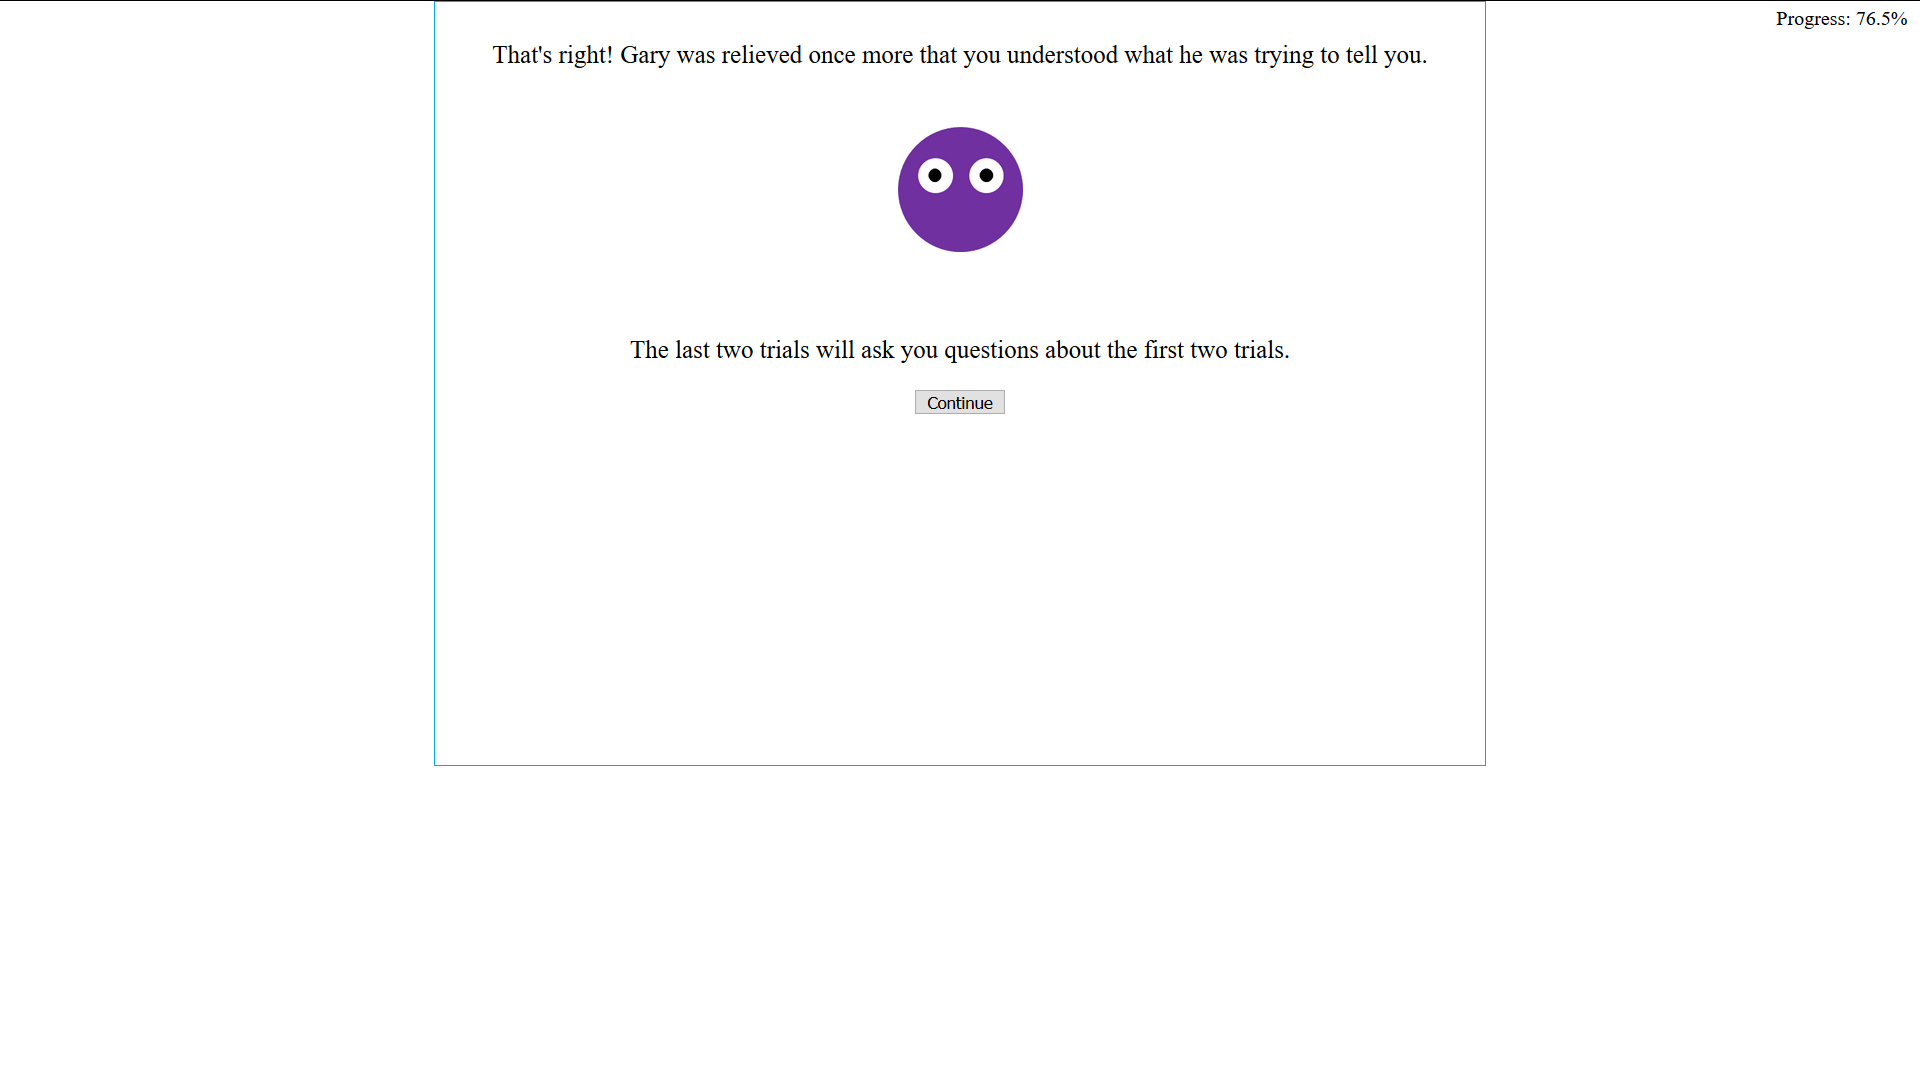 Progress: 76.5%
That's right! Gary was relieved once more that you understood what he was trying to tell you.
The last two trials will ask you questions about the first two trials.
Continue